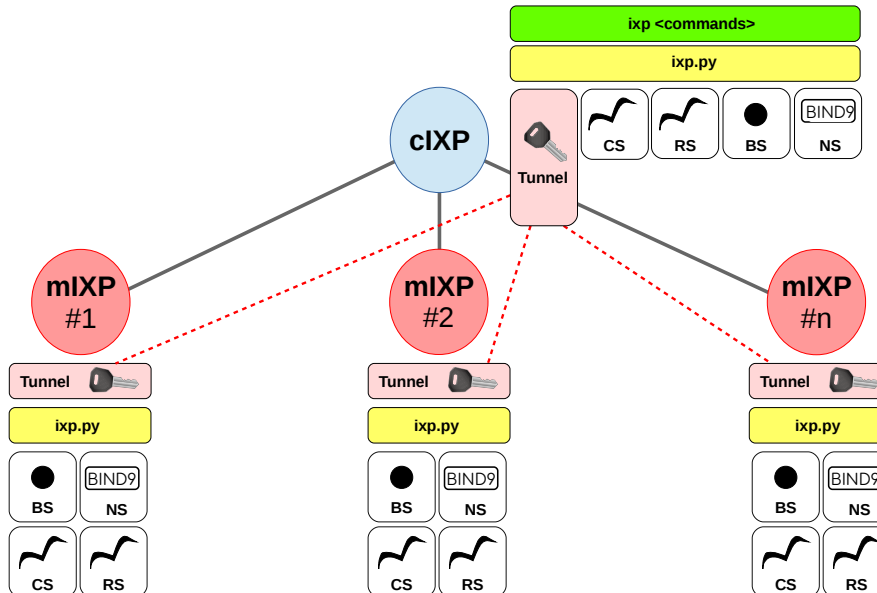 ixp <commands>
ixp.py
BIND9
CS
RS
BS
NS
Tunnel
cIXP
mIXP
#1
mIXP
#2
mIXP
#n
Tunnel
Tunnel
Tunnel
ixp.py
ixp.py
ixp.py
BIND9
BS
NS
BIND9
BS
NS
BIND9
BS
NS
CS
RS
CS
RS
CS
RS